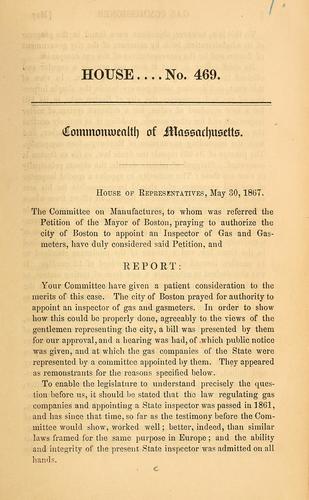 HOUSE....No. 469.
Commonwealth of Massachusetts.
HOUSE OF REPRESENTATIVES, May 30, 1867.
The Committee on Manufactures, to whom was referred the
Petition of the Mayor of Boston, praying to authorize the
city of Boston to appoint an Inspector of Gas and Gas-
meters, have duly considered said Petition, and
REPORT:
Your Committee have given a patient consideration to the
merits of this case. The city of Boston prayed for authority to
appoint an inspector of gas and gasmeters. In order to show
how this could be properly done, agreeably to the views of the
gentlemen representing the city, a bill was presented by them
for our approval, and a hearing was had, of which public notice
was given, and at which the gas companies of the State were
represented by a committee appointed by them. They appeared
as remonstrants for the reasons specified below.
To enable the legislature to understand precisely the ques-
tion before us, it should be stated that the law regulating gas
companies and appointing a State inspector was passed in 1861,
and has since that time, so far as the testimony before the Com-
mittee would show, worked well; better, indeed, than similar
laws framed for the same purpose in Europe; and the ability
and integrity of the present State inspector was admitted on all
hands.